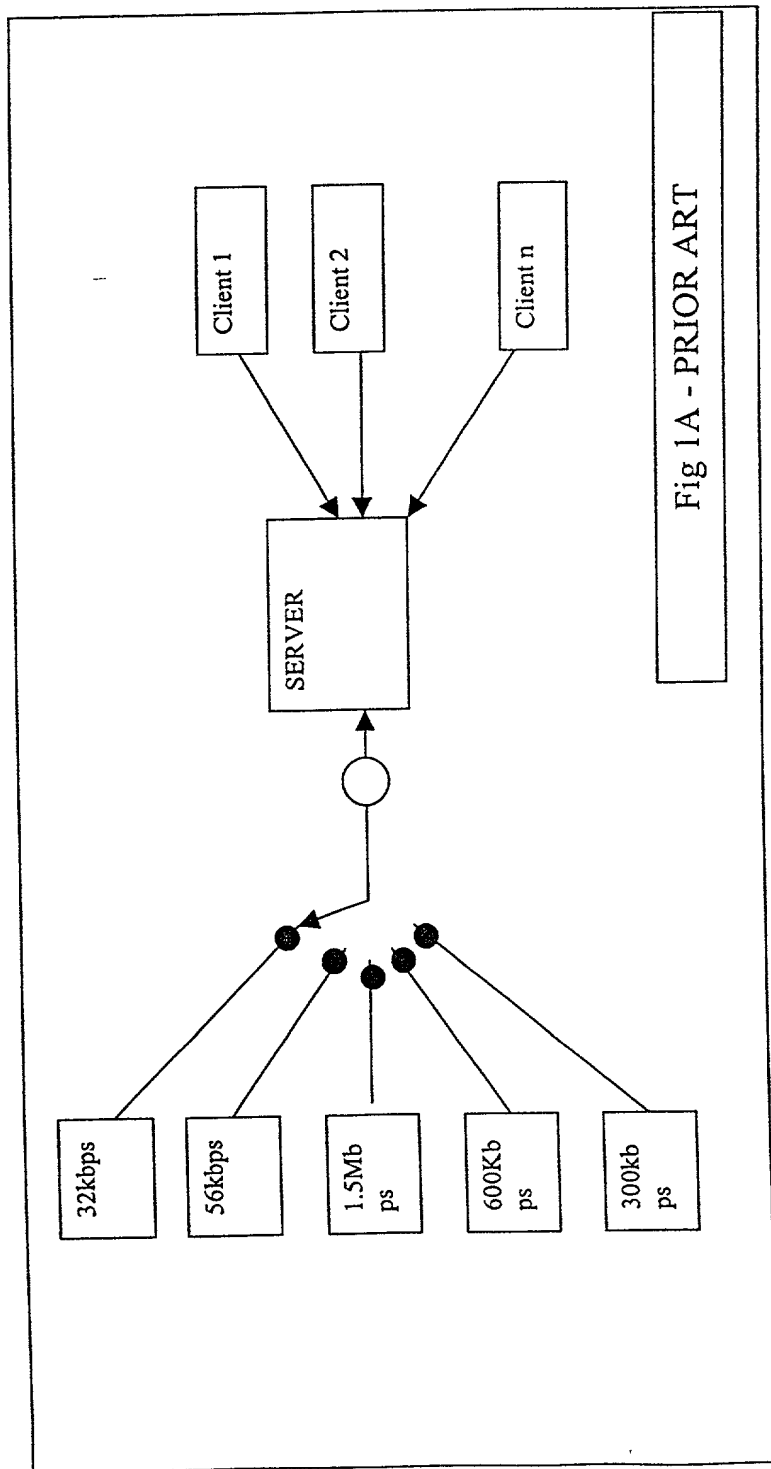 32kbps
56kbps
1.5Mb
ps
600Kb
ps
300kb
ps
SERVER
Client 1
Client 2
Client n
Fig 1A - PRIOR ART